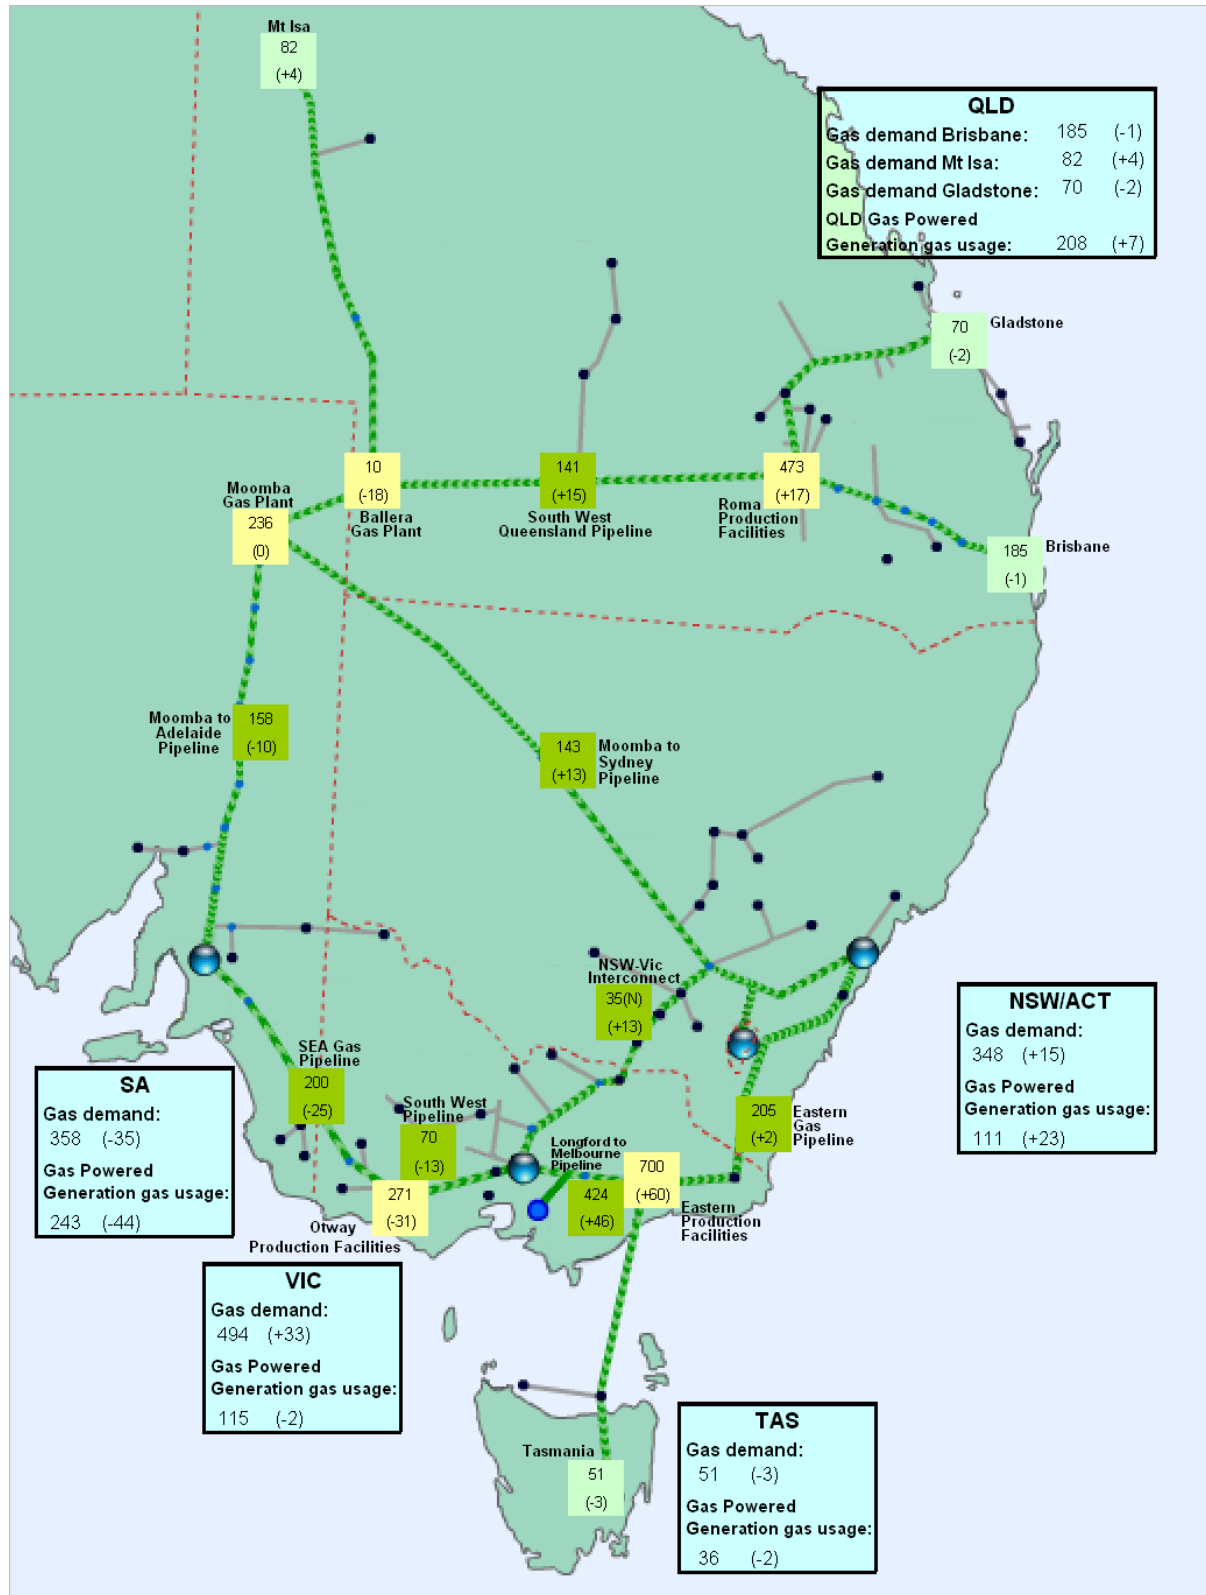 Mt Isa
82
(+4)
QLD
Gas demand Brisbane: 185 (-1)
Gas demand Mt Isa: 82 (+4)
Gas demand Gladstone: 70 (-2)
QLD Gas Powered
Generation gas usage: 208 (+7)
70
(-2)
Gladstone
Moomba
Gas Plant
236
(0)
10
(-18)
Ballera
Gas Plant
141
(+15)
South West
Queensland Pipeline
473
(+17)
Roma
Production
Facilities
185
(-1)
Brisbane
Moomba to
Adelaide
Pipeline
158
(-10)
143
(+13)
Moomba to
Sydney
Pipeline
NSW-Vic
Interconnect
35(N)
(+13)
NSW/ACT
Gas demand:
348 (+15)
Gas Powered
Generation gas usage:
111 (+23)
SEA Gas
Pipeline
200
(-25)
SA
Gas demand:
358 (-35)
Gas Powered
Generation gas usage:
243 (-44)
South West
Pipeline
70
(-13)
205
(+2)
Eastern
Gas
Pipeline
Longford to
Melbourne
Pipeline
424
(+46)
700
(+60)
Eastern
Production
Facilities
271
(-31)
Otway
Production Facilities
VIC
Gas demand:
494 (+33)
Gas Powered
Generation gas usage:
115 (-2)
Tasmania
51
(-3)
TAS
Gas demand:
51 (-3)
Gas Powered
Generation gas usage:
36 (-2)